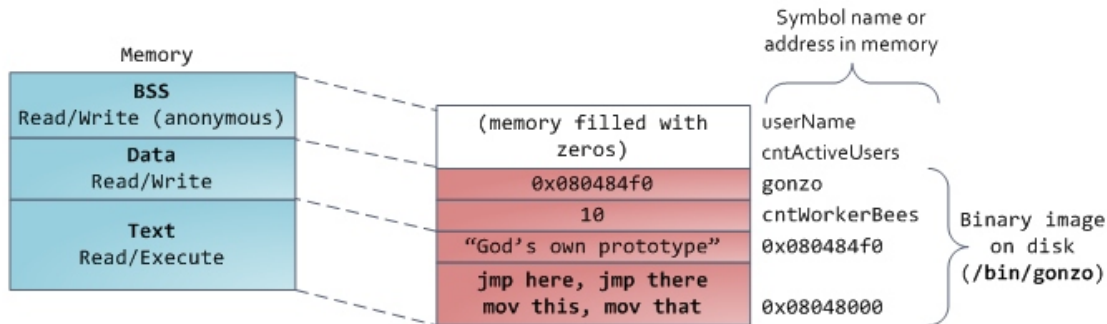 Symbol name or
address in memory
Memory
BSS
Read/Write (anonymous)
Data
Read/Write
Text
Read/Execute
(memory filled with
zeros)
0x080484f0
10
“God’s own prototype”
jmp here, jmp there
mov this, mov that
userName
cntActiveUsers
gonzo
cntWorkerBees
0x080484f0
0x08048000
Binary image
on disk
(/bin/gonzo)